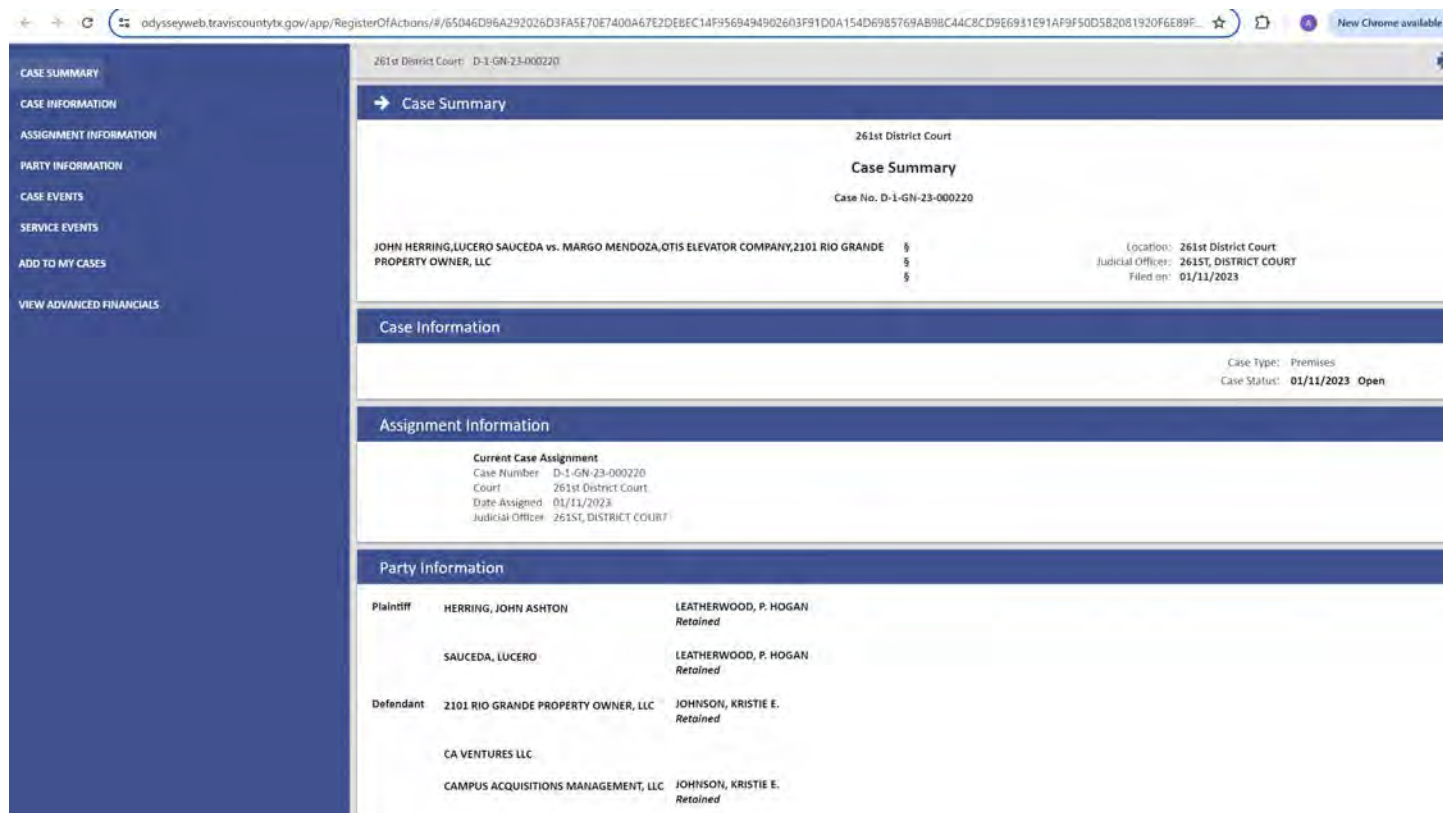 odysseyweb.traviscountytx.gov/app/RegisterOfActions/#/65046D96A292026D3FA5E70E7400A67E2DE8EC14F9569494902603F91D0A154D6985769AB98C44C8CD9E6931E91AF9F50D5B2081920F6E89F...
New Chrome available
CASE SUMMARY
CASE INFORMATION
ASSIGNMENT INFORMATION
PARTY INFORMATION
CASE EVENTS
SERVICE EVENTS
ADD TO MY CASES
VIEW ADVANCED FINANCIALS
261st District Court: D-1-GN-23-000220
Case Summary
261st District Court
Case Summary
Case No. D-1-GN-23-000220
JOHN HERRING,LUCERO SAUCEDA vs. MARGO MENDOZA,OTIS ELEVATOR COMPANY,2101 RIO GRANDE §
PROPERTY OWNER, LLC §
§
Location: 261st District Court
Judicial Officer: 261ST, DISTRICT COURT
Filed on: 01/11/2023
Case Information
Case Type: Premises
Case Status: 01/11/2023 Open
Assignment Information
Current Case Assignment
Case Number D-1-GN-23-000220
Court 261st District Court
Date Assigned 01/11/2023
Judicial Officer 261ST, DISTRICT COURT
Party Information
Plaintiff HERRING, JOHN ASHTON LEATHERWOOD, P. HOGAN
Retained
SAUCEDA, LUCERO LEATHERWOOD, P. HOGAN
Retained
Defendant 2101 RIO GRANDE PROPERTY OWNER, LLC JOHNSON, KRISTIE E.
Retained
CA VENTURES LLC
CAMPUS ACQUISITIONS MANAGEMENT, LLC JOHNSON, KRISTIE E.
Retained